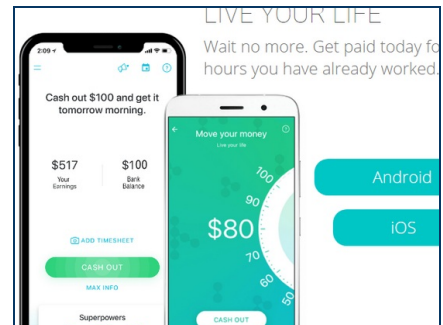 LIVE YOUR LIFE
Wait no more. Get paid today fo
hours you have already worked.
Android
iOS
2:09
Cash out $100 and get it
tomorrow morning.
$517
Your
Earnings
$100
Bank
Balance
ADD TIMESHEET
CASH OUT
MAX INFO
Superpowers
Move your money
Live your life
100
90
$80
70
60
50
CASH OUT